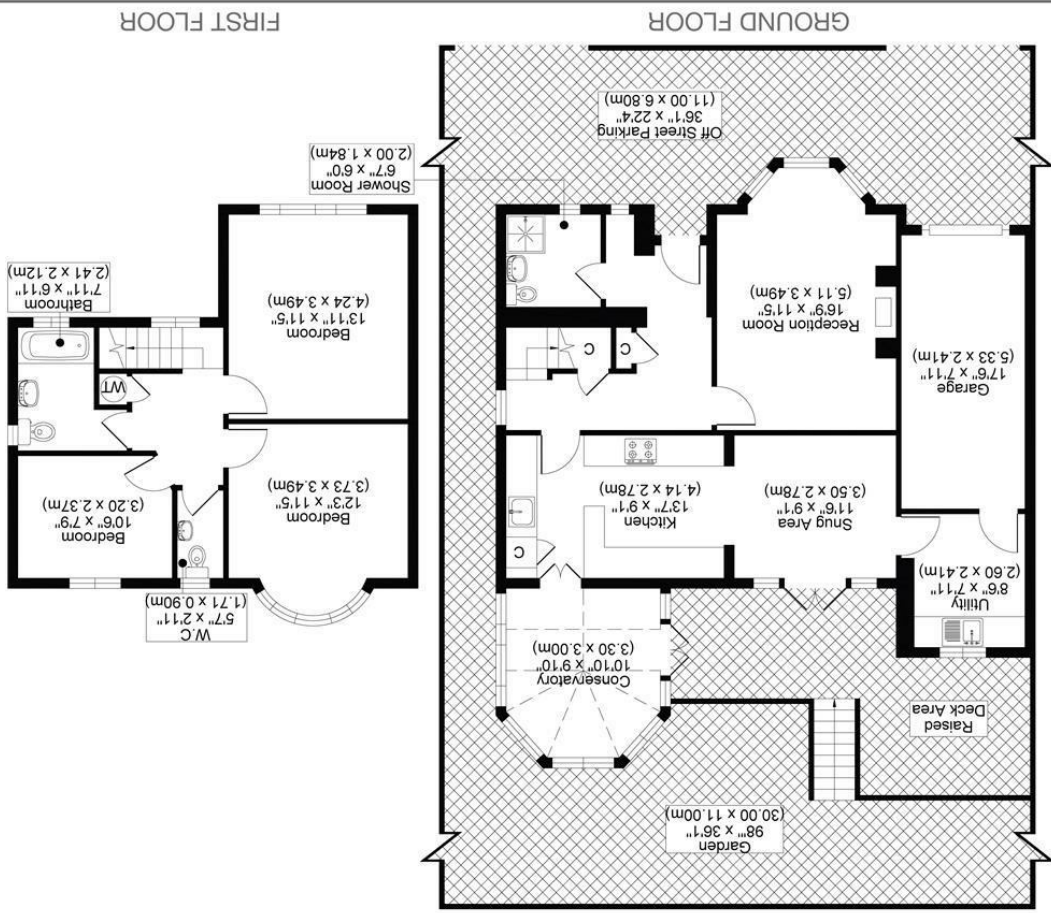 Garden
98'" x 36'1"
(30.00 x 11.00m)
Raised
Deck Area
Conservatory
10'10" x 9'10"
(3.30 x 3.00m)
Utility
8'6" x 7'11"
(2.60 x 2.41m)
Snug Area
11'6" x 9'1"
(3.50 x 2.78m)
Kitchen
13'7" x 9'1"
(4.14 x 2.78m)
C
Garage
17'6" x 7'11"
(5.33 x 2.41m)
Reception Room
16'9" x 11'5"
(5.11 x 3.49m)
C
C
Off Street Parking
36'1" x 22'4"
(11.00 x 6.80m)
Shower Room
6'7" x 6'0"
(2.00 x 1.84m)
GROUND FLOOR
W.C
5'7" x 2'11"
(1.71 x 0.90m)
Bedroom
12'3" x 11'5"
(3.73 x 3.49m)
Bedroom
10'6" x 7'9"
(3.20 x 2.37m)
WT
Bedroom
13'11" x 11'5"
(4.24 x 3.49m)
Bathroom
7'11" x 6'11"
(2.41 x 2.12m)
FIRST FLOOR